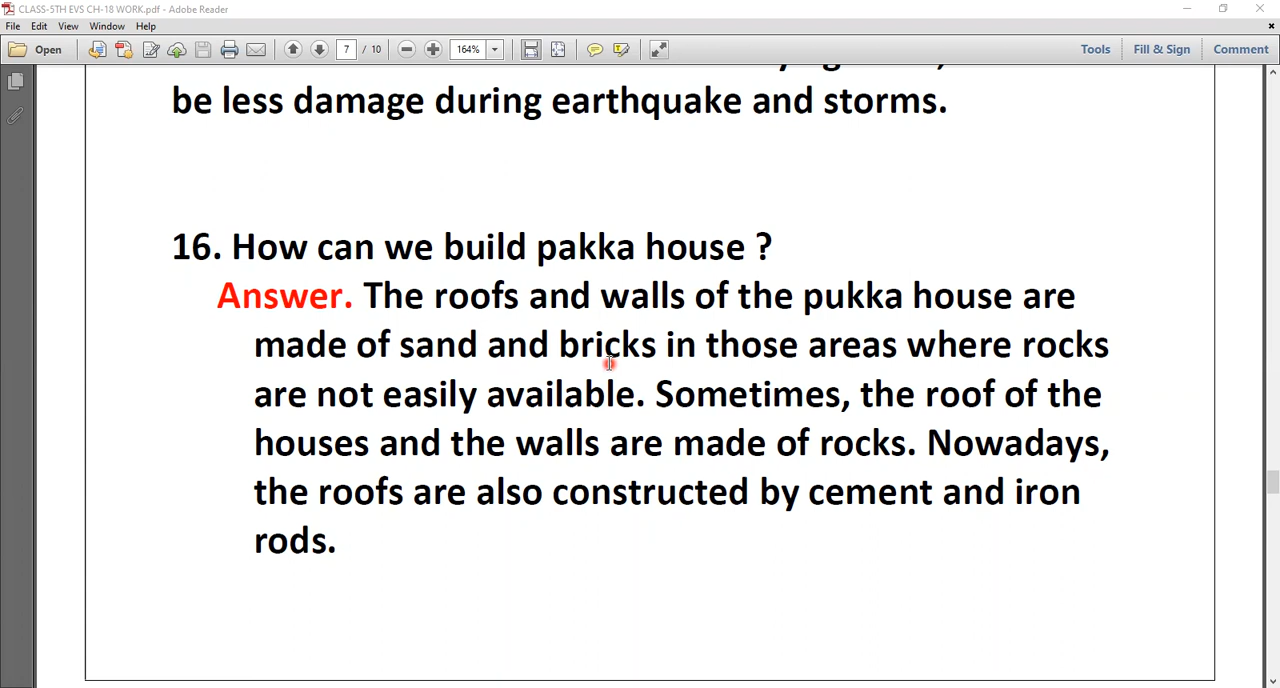 CLASS-5TH EVS CH-18 WORK.pdf - Adobe Reader
File Edit View Window Help
Open 7 / 10 164% Tools Fill & Sign Comment
be less damage during earthquake and storms.
16. How can we build pakka house ?
Answer. The roofs and walls of the pukka house are
made of sand and bricks in those areas where rocks
are not easily available. Sometimes, the roof of the
houses and the walls are made of rocks. Nowadays,
the roofs are also constructed by cement and iron
rods.